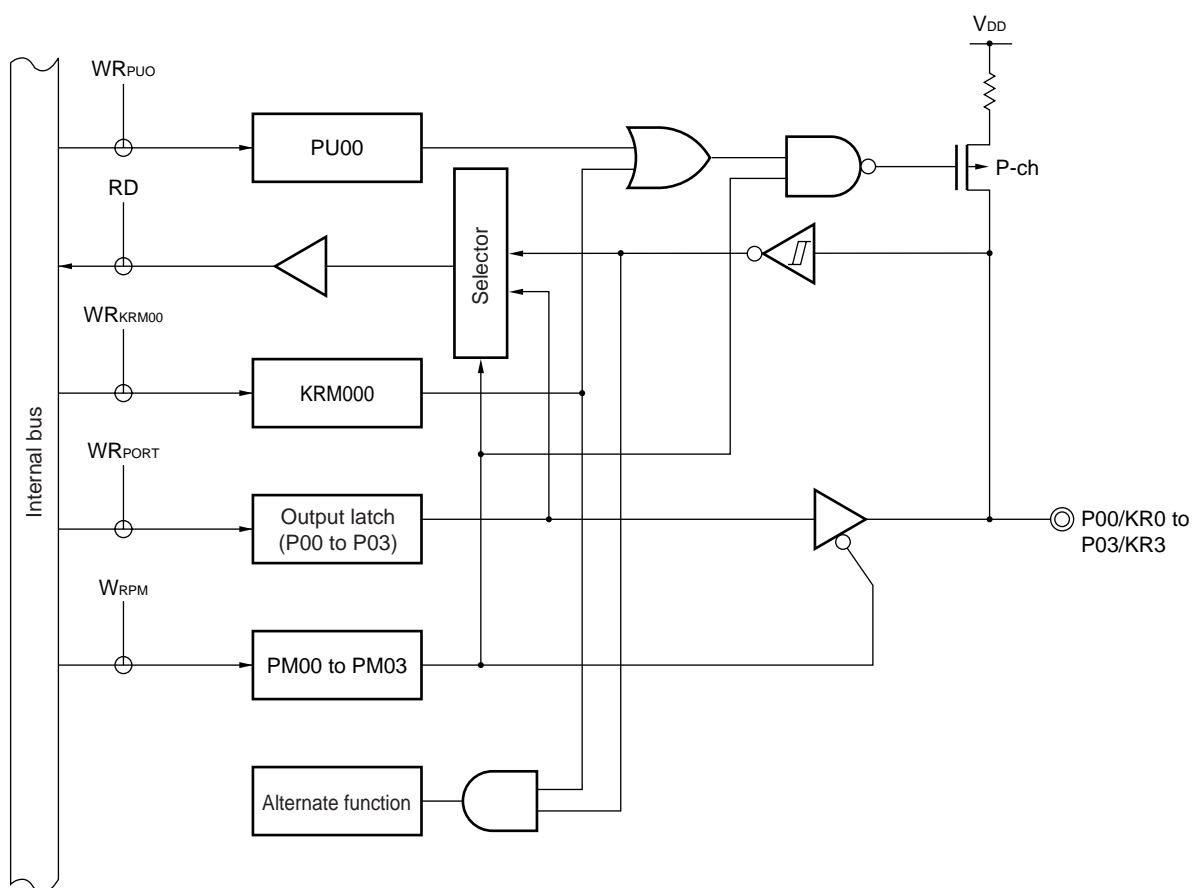 VDD
WRPUO
PU00
P-ch
RD
Selector
WRKRM00
KRM000
Internal bus
WRPORT
Output latch
(P00 to P03)
P00/KR0 to
P03/KR3
WRPM
PM00 to PM03
Alternate function